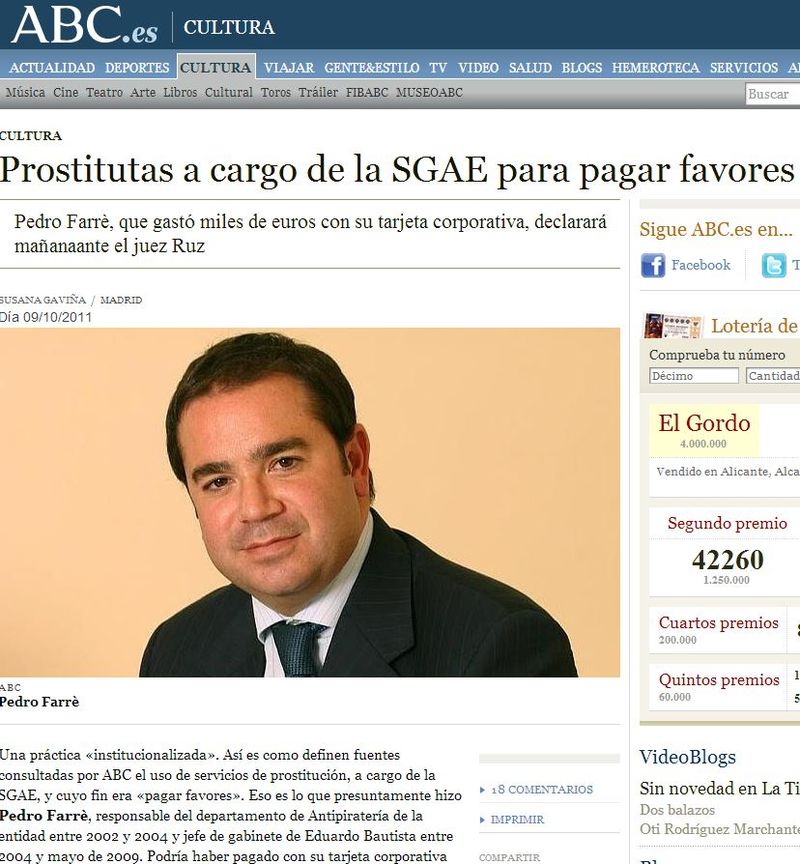 ABC.es CULTURA
ACTUALIDAD DEPORTES CULTURA VIAJAR GENTE&ESTILO TV VIDEO SALUD BLOGS HEMEROTECA SERVICIOS
Música Cine Teatro Arte Libros Cultural Toros Tráiler FIBABC MUSEOABC
Buscar
CULTURA
Prostitutas a cargo de la SGAE para pagar favores
Pedro Farrè, que gastó miles de euros con su tarjeta corporativa, declarará
mañanaante el juez Ruz
SUSANA GAVIÑA / MADRID
Día 09/10/2011
ABC
Pedro Farrè
Una práctica «institucionalizada». Así es como definen fuentes
consultadas por ABC el uso de servicios de prostitución, a cargo de la
SGAE, y cuyo fin era «pagar favores». Eso es lo que presuntamente hizo
Pedro Farrè, responsable del departamento de Antipiratería de la
entidad entre 2002 y 2004 y jefe de gabinete de Eduardo Bautista entre
2004 y mayo de 2009. Podría haber pagado con su tarjeta corporativa
18 COMENTARIOS
IMPRIMIR
COMPARTIR
Sigue ABC.es en...
Facebook
Lotería de
Comprueba tu número
Décimo Cantidad
El Gordo
4.000.000
Vendido en Alicante, Alca
Segundo premio
42260
1.250.000
Cuartos premios
200.000
Quintos premios
60.000
VideoBlogs
Sin novedad en La Ti
Dos balazos
Oti Rodríguez Marchante